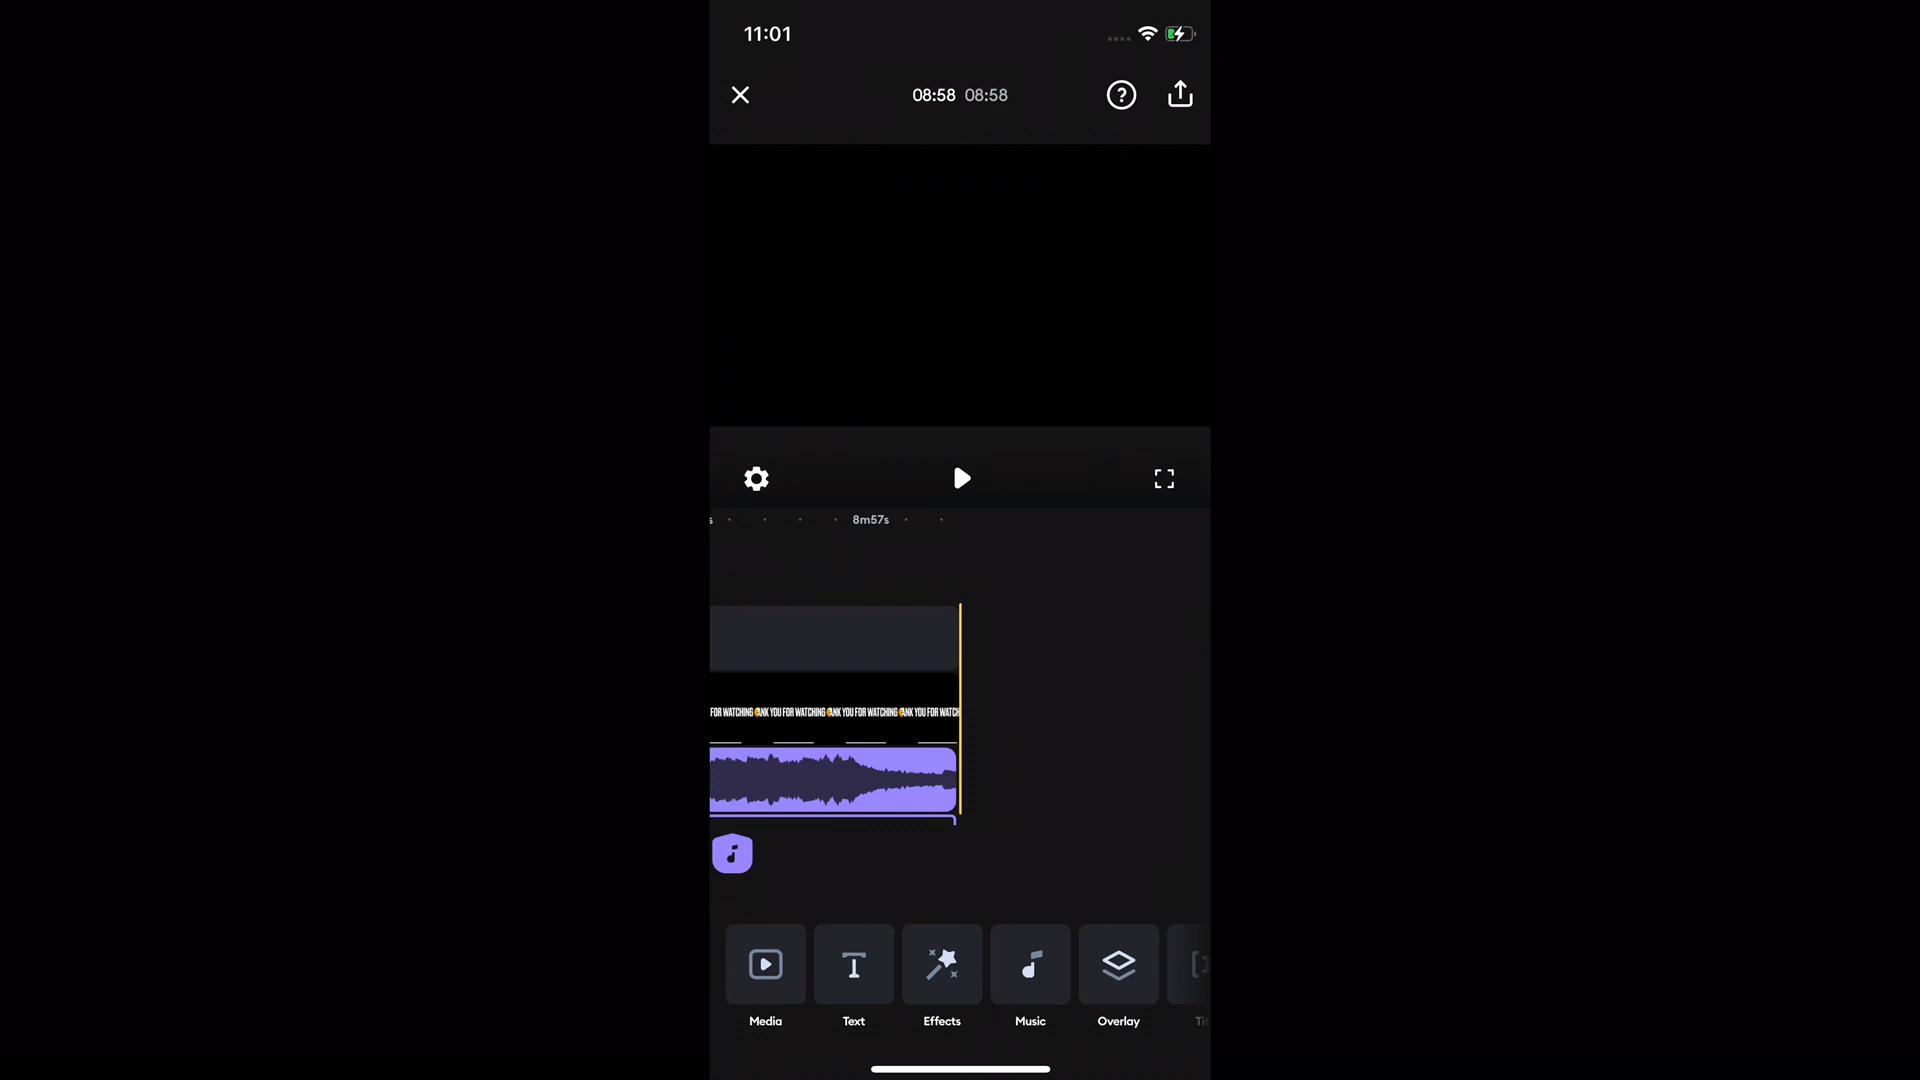 11:01
08:58 08:58
8m57s
FOR WATCHING ANK YOU FOR WATCHING ANK YOU FOR WATCHING ANK YOU FOR WATCH
Media Text Effects Music Overlay